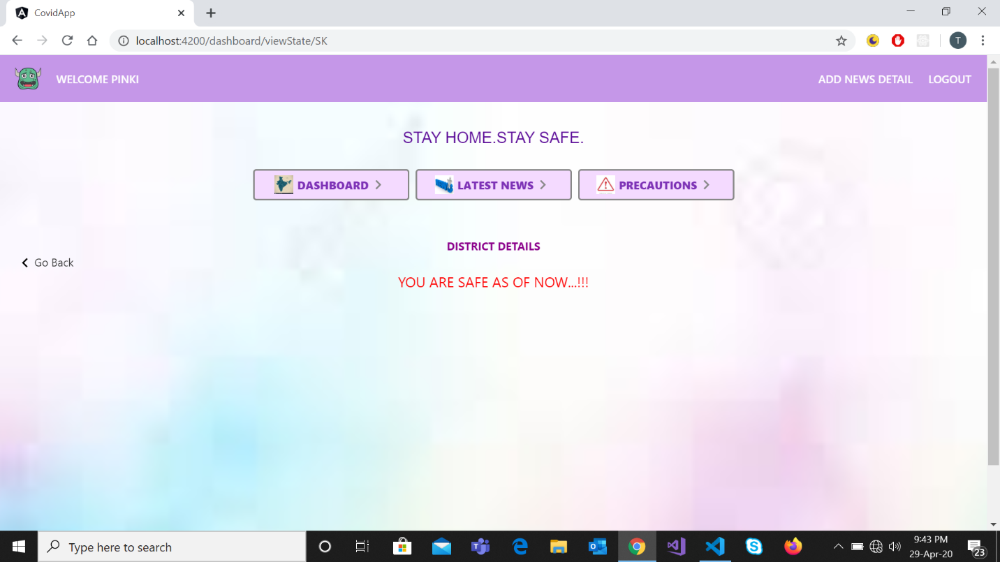 CovidApp
localhost:4200/dashboard/viewState/SK
T
WELCOME PINKI
ADD NEWS DETAIL
LOGOUT
STAY HOME.STAY SAFE.
DASHBOARD
LATEST NEWS
PRECAUTIONS
DISTRICT DETAILS
Go Back
YOU ARE SAFE AS OF NOW...!!!
Type here to search
9:43 PM
29-Apr-20
23